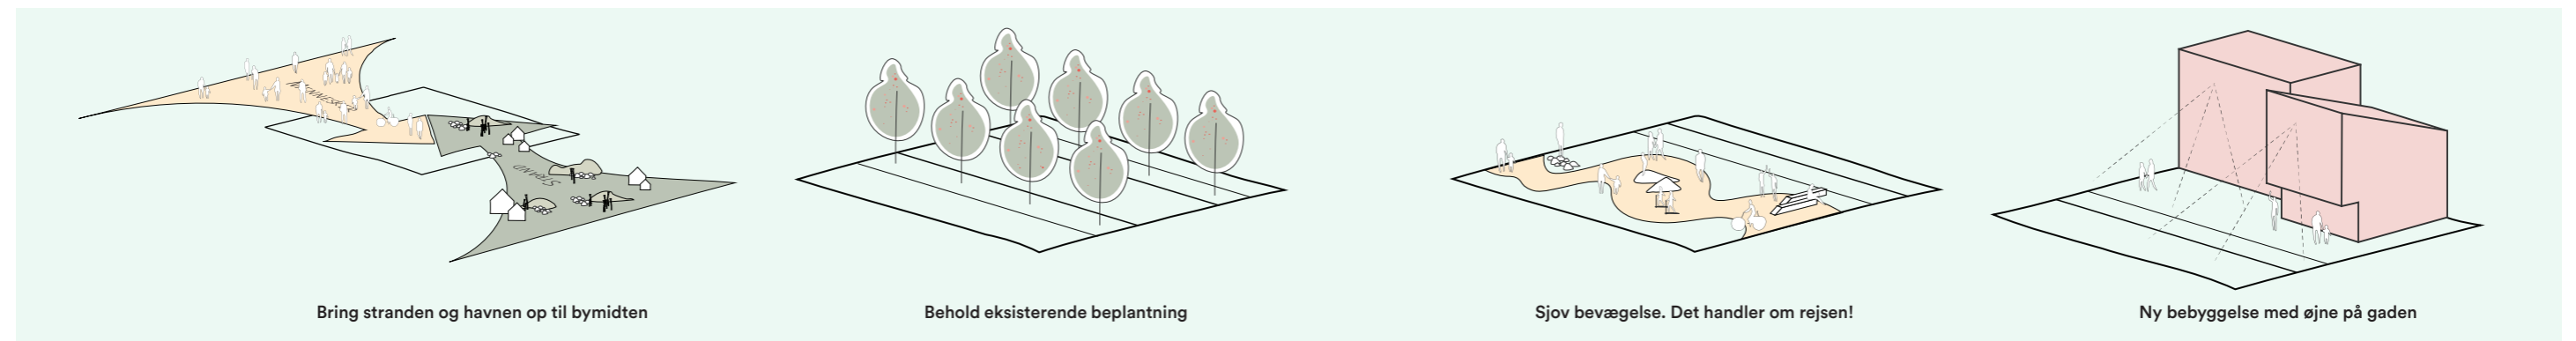 STRAND
Bring stranden og havnen op til bymidten
Behold eksisterende beplantning
Sjov bevægelse. Det handler om rejsen!
Ny bebyggelse med øjne på gaden